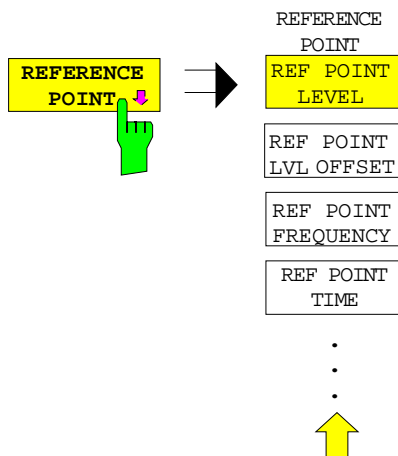 REFERENCE
POINT
REFERENCE
POINT
REF POINT
LEVEL
REF POINT
LVL OFFSET
REF POINT
FREQUENCY
REF POINT
TIME
.
.
.